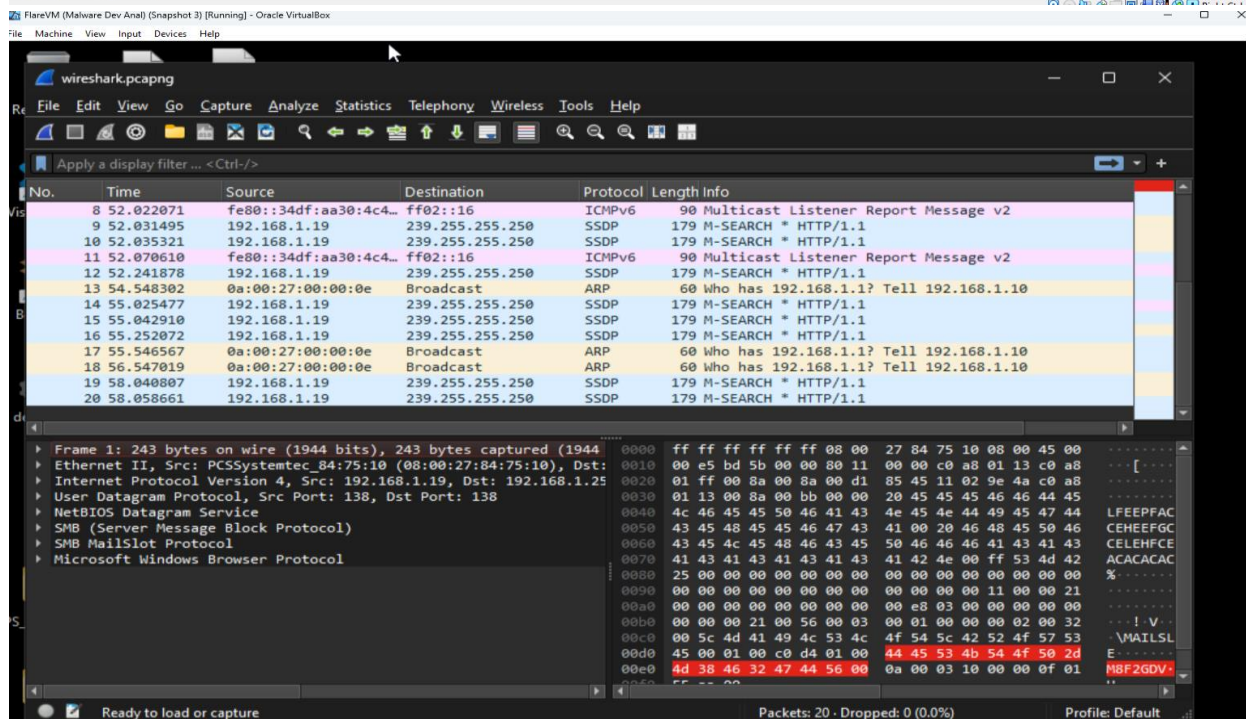 FlareVM (Malware Dev Anal) (Snapshot 3) [Running] - Oracle VirtualBox
File Machine View Input Devices Help
wireshark.pcapng
File Edit View Go Capture Analyze Statistics Telephony Wireless Tools Help
Apply a display filter ... <Ctrl-/>
No. Time Source Destination Protocol Length Info
8 52.022071 fe80::34df:aa30:4c4… ff02::16 ICMPv6 90 Multicast Listener Report Message v2
9 52.031495 192.168.1.19 239.255.255.250 SSDP 179 M-SEARCH * HTTP/1.1
10 52.035321 192.168.1.19 239.255.255.250 SSDP 179 M-SEARCH * HTTP/1.1
11 52.070610 fe80::34df:aa30:4c4… ff02::16 ICMPv6 90 Multicast Listener Report Message v2
12 52.241878 192.168.1.19 239.255.255.250 SSDP 179 M-SEARCH * HTTP/1.1
13 54.548302 0a:00:27:00:00:0e Broadcast ARP 60 Who has 192.168.1.1? Tell 192.168.1.10
14 55.025477 192.168.1.19 239.255.255.250 SSDP 179 M-SEARCH * HTTP/1.1
15 55.042910 192.168.1.19 239.255.255.250 SSDP 179 M-SEARCH * HTTP/1.1
16 55.252072 192.168.1.19 239.255.255.250 SSDP 179 M-SEARCH * HTTP/1.1
17 55.546567 0a:00:27:00:00:0e Broadcast ARP 60 Who has 192.168.1.1? Tell 192.168.1.10
18 56.547019 0a:00:27:00:00:0e Broadcast ARP 60 Who has 192.168.1.1? Tell 192.168.1.10
19 58.040807 192.168.1.19 239.255.255.250 SSDP 179 M-SEARCH * HTTP/1.1
20 58.058661 192.168.1.19 239.255.255.250 SSDP 179 M-SEARCH * HTTP/1.1
Frame 1: 243 bytes on wire (1944 bits), 243 bytes captured (1944
Ethernet II, Src: PCSSystemtec_84:75:10 (08:00:27:84:75:10), Dst:
Internet Protocol Version 4, Src: 192.168.1.19, Dst: 192.168.1.25
User Datagram Protocol, Src Port: 138, Dst Port: 138
NetBIOS Datagram Service
SMB (Server Message Block Protocol)
SMB MailSlot Protocol
Microsoft Windows Browser Protocol
0000 ff ff ff ff ff ff 08 00 27 84 75 10 08 00 45 00 ········
0010 00 e5 bd 5b 00 00 80 11 00 00 c0 a8 01 13 c0 a8 ···[····
0020 01 ff 00 8a 00 8a 00 d1 85 45 11 02 9e 4a c0 a8 ········
0030 01 13 00 8a 00 bb 00 00 20 45 45 45 46 46 44 45 ········
0040 4c 46 45 45 50 46 41 43 4e 45 4e 44 49 45 47 44 LFEEPFAC
0050 43 45 48 45 45 46 47 43 41 00 20 46 48 45 50 46 CEHEEFGC
0060 43 45 4c 45 48 46 43 45 50 46 46 46 41 43 41 43 CELEHFCE
0070 41 43 41 43 41 43 41 43 41 42 4e 00 ff 53 4d 42 ACACACAC
0080 25 00 00 00 00 00 00 00 00 00 00 00 00 00 00 00 %·······
0090 00 00 00 00 00 00 00 00 00 00 00 00 11 00 00 21 ········
00a0 00 00 00 00 00 00 00 00 00 e8 03 00 00 00 00 00 ········
00b0 00 00 00 21 00 56 00 03 00 01 00 00 00 02 00 32 ···!·V··
00c0 00 5c 4d 41 49 4c 53 4c 4f 54 5c 42 52 4f 57 53 ·\MAILSL
00d0 45 00 01 00 c0 d4 01 00 44 45 53 4b 54 4f 50 2d E·······
00e0 4d 38 46 32 47 44 56 00 0a 00 03 10 00 00 0f 01 M8F2GDV·
Ready to load or capture Packets: 20 · Dropped: 0 (0.0%) Profile: Default